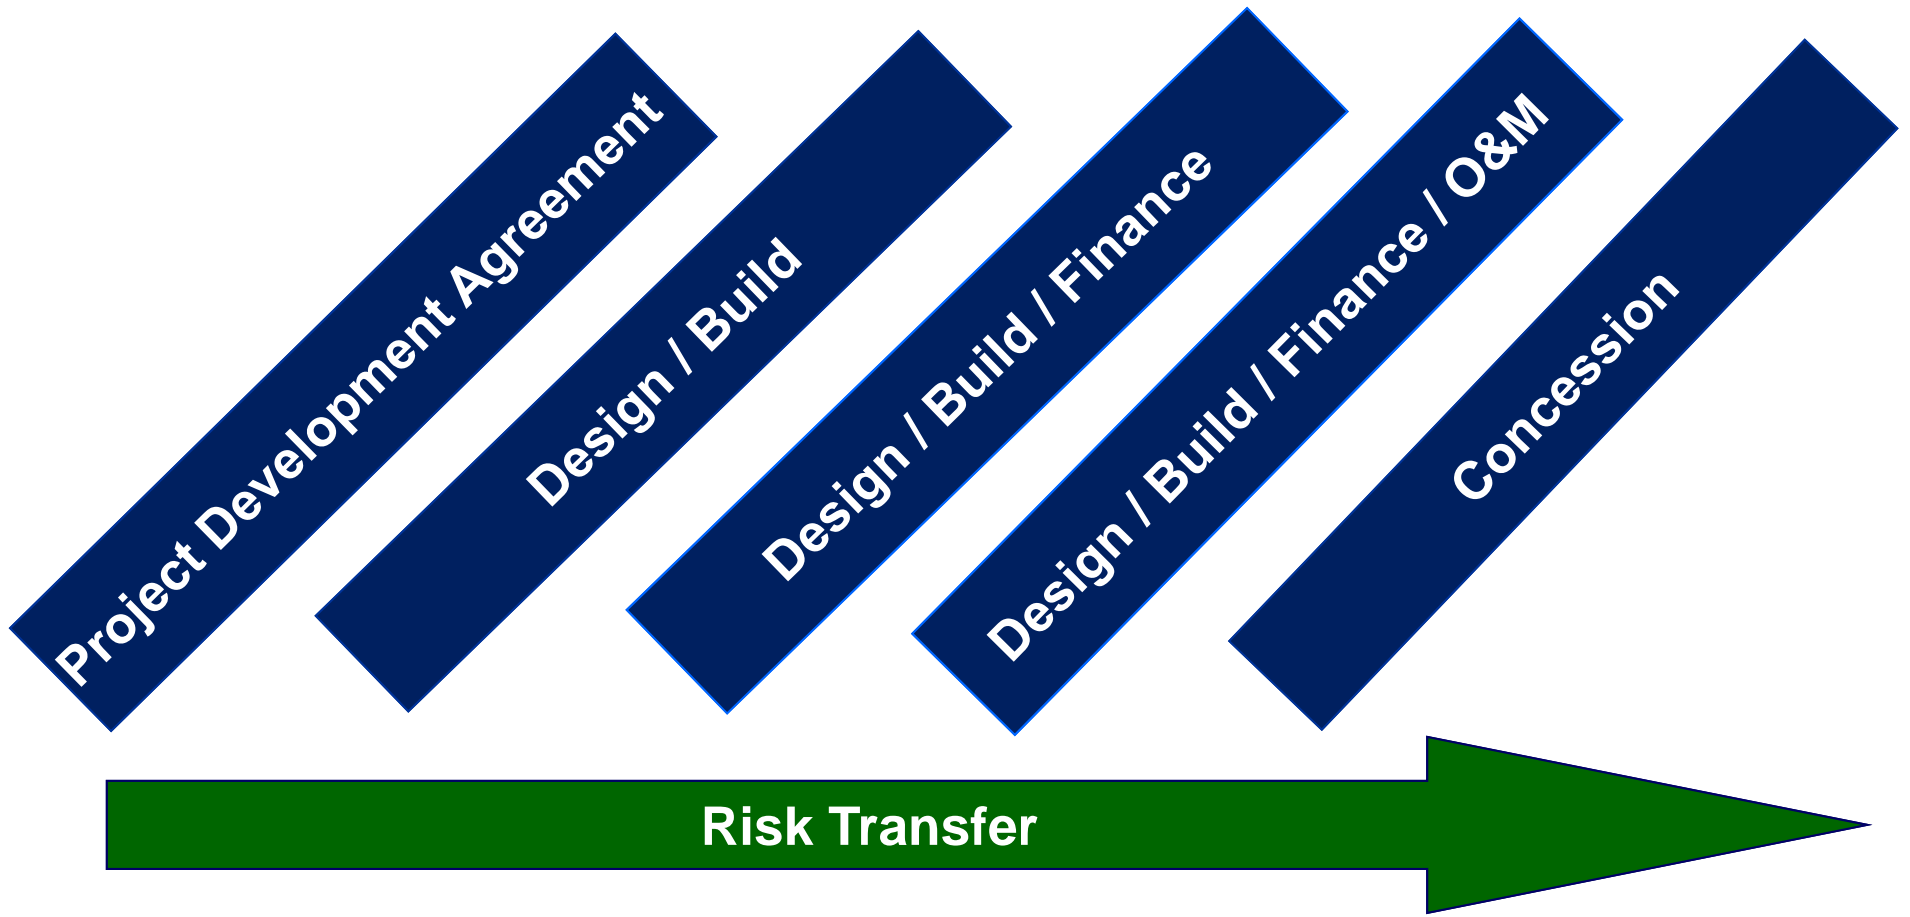 Project Development Agreement
Design / Build
Design / Build / Finance
Design / Build / Finance / O&M
Concession
Risk Transfer